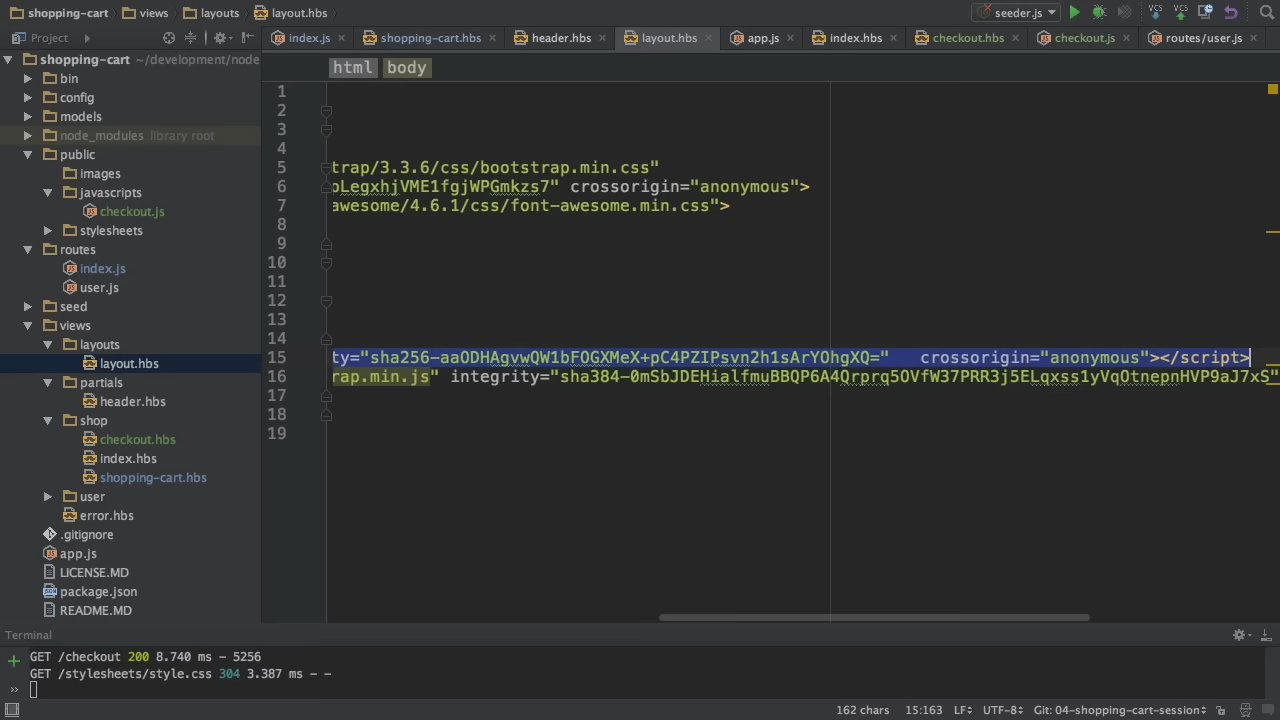 shopping-cart views layouts layout.hbs seeder.js VCS VCS
Project index.js shopping-cart.hbs header.hbs layout.hbs app.js index.hbs checkout.hbs checkout.js routes/user.js
shopping-cart ~/development/node
html body
bin
config
models
node_modules library root
public
images
javascripts
checkout.js
stylesheets
routes
index.js
user.js
seed
views
layouts
layout.hbs
partials
header.hbs
shop
checkout.hbs
index.hbs
shopping-cart.hbs
user
error.hbs
.gitignore
app.js
LICENSE.MD
package.json
README.MD
1
2
3
4
5 trap/3.3.6/css/bootstrap.min.css"
6 pLegxhjVME1fgjWPGmkzs7" crossorigin="anonymous">
7 awesome/4.6.1/css/font-awesome.min.css">
8
9
10
11
12
13
14
15 ty="sha256-aaODHAgvwQW1bFOGXMeX+pC4PZIPsvn2h1sArYOhgXQ=" crossorigin="anonymous"></script>
16 rap.min.js" integrity="sha384-0mSbJDEHialfmuBBQP6A4Qrprq5OVfW37PRR3j5ELqxss1yVqOtnepnHVP9aJ7xS"
17
18
19
Terminal
GET /checkout 200 8.740 ms - 5256
GET /stylesheets/style.css 304 3.387 ms - -
162 chars 15:163 LF UTF-8 Git: 04-shopping-cart-session